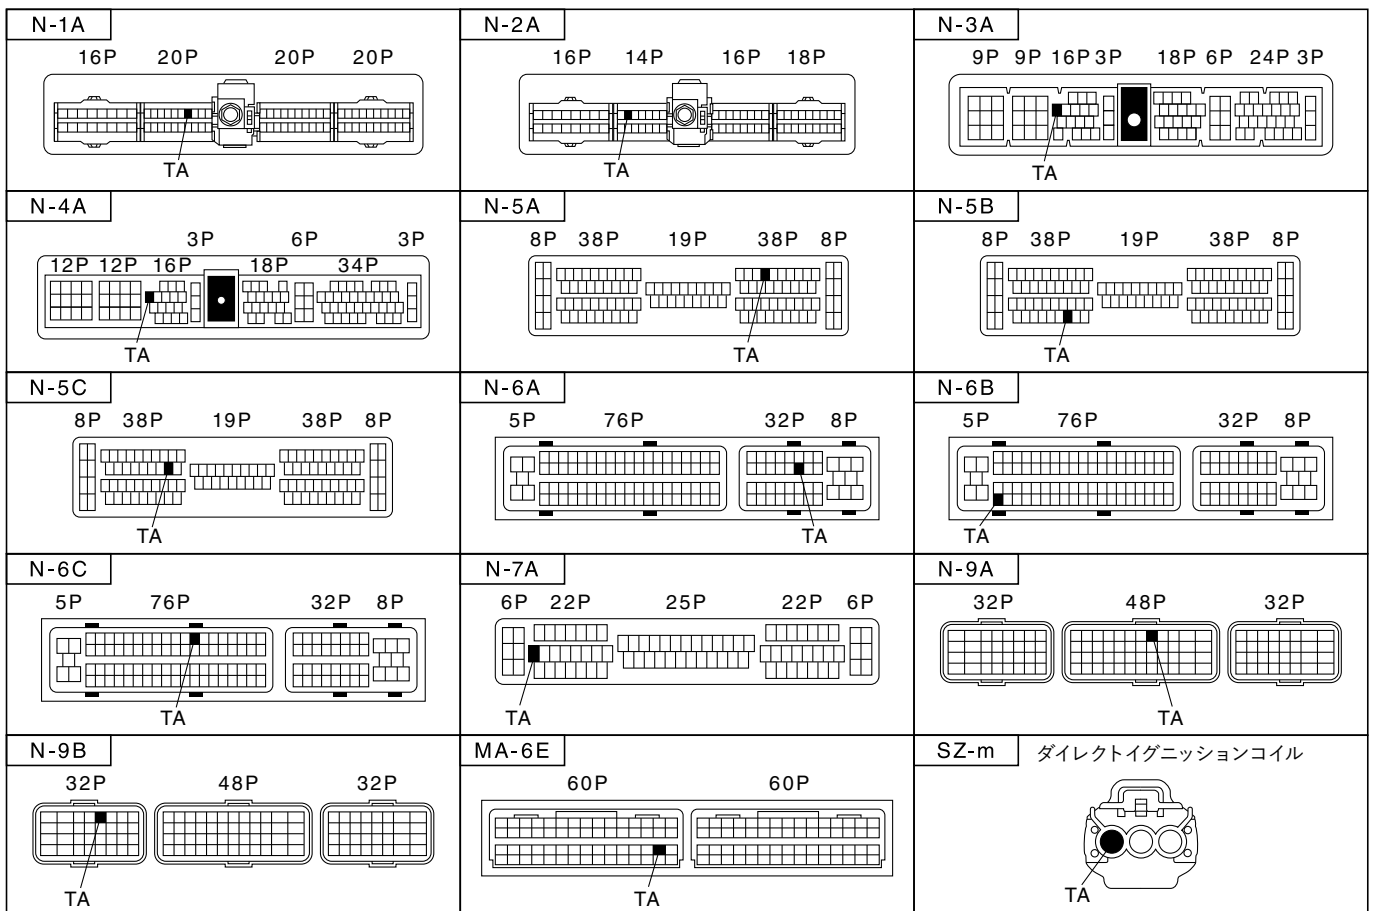 N-1A
16P 20P 20P 20P
TA
N-2A
16P 14P 16P 18P
TA
N-3A
9P 9P 16P 3P 18P 6P 24P 3P
TA
N-4A
3P 6P 3P
12P 12P 16P 18P 34P
TA
N-5A
8P 38P 19P 38P 8P
TA
N-5B
8P 38P 19P 38P 8P
TA
N-5C
8P 38P 19P 38P 8P
TA
N-6A
5P 76P 32P 8P
TA
N-6B
5P 76P 32P 8P
TA
N-6C
5P 76P 32P 8P
TA
N-7A
6P 22P 25P 22P 6P
TA
N-9A
32P 48P 32P
TA
N-9B
32P 48P 32P
TA
MA-6E
60P 60P
TA
SZ-m ダイレクトイグニッションコイル
TA